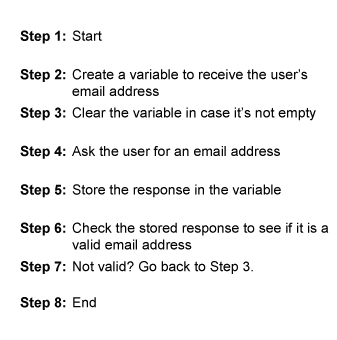 Step 1: Start
Step 2: Create a variable to receive the user's
email address
Step 3: Clear the variable in case it's not empty
Step 4: Ask the user for an email address
Step 5: Store the response in the variable
Step 6: Check the stored response to see if it is a
valid email address
Step 7: Not valid? Go back to Step 3.
Step 8: End